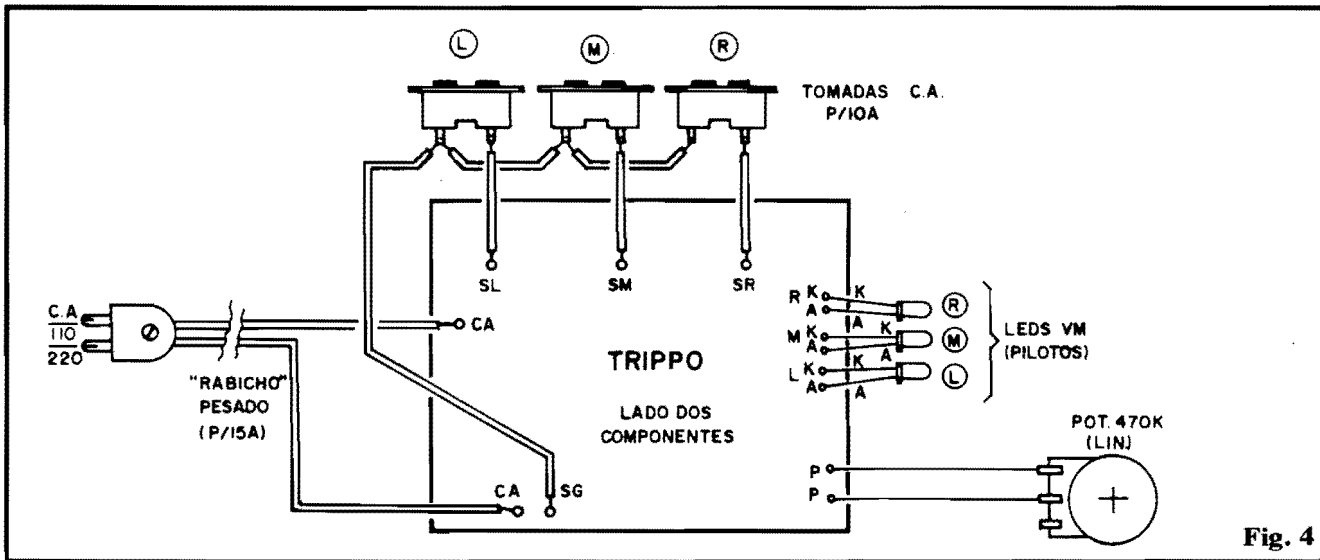 L M R
TOMADAS C.A.
P/10A
SL SM SR
C.A
110
220
CA
"RABICHO"
PESADO
(P/15A)
TRIPPO
LADO DOS
COMPONENTES
CA SG
R K K R
A A
M K K M
A A
L K K L
A A
LEDS VM
(PILOTOS)
POT. 470K
(LIN)
P
P
Fig. 4